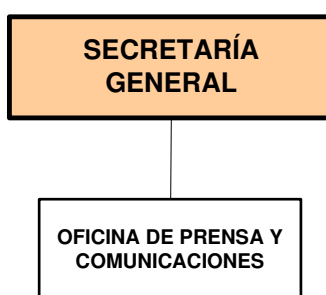 SECRETARÍA
GENERAL
OFICINA DE PRENSA Y
COMUNICACIONES